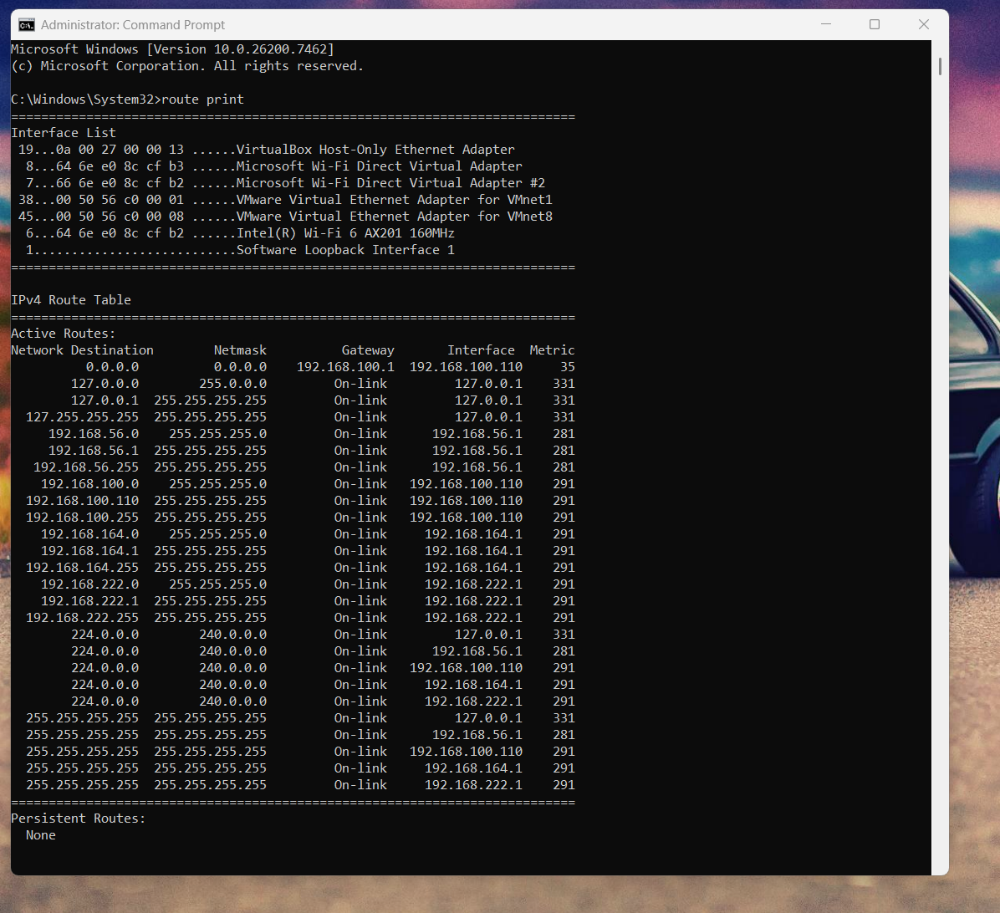 Administrator: Command Prompt
Microsoft Windows [Version 10.0.26200.7462]
(c) Microsoft Corporation. All rights reserved.
C:\Windows\System32>route print
===========================================================================
Interface List
 19...0a 00 27 00 00 13 ......VirtualBox Host-Only Ethernet Adapter
  8...64 6e e0 8c cf b3 ......Microsoft Wi-Fi Direct Virtual Adapter
  7...66 6e e0 8c cf b2 ......Microsoft Wi-Fi Direct Virtual Adapter #2
 38...00 50 56 c0 00 01 ......VMware Virtual Ethernet Adapter for VMnet1
 45...00 50 56 c0 00 08 ......VMware Virtual Ethernet Adapter for VMnet8
  6...64 6e e0 8c cf b2 ......Intel(R) Wi-Fi 6 AX201 160MHz
  1...........................Software Loopback Interface 1
===========================================================================
IPv4 Route Table
===========================================================================
Active Routes:
Network Destination        Netmask          Gateway       Interface  Metric
          0.0.0.0          0.0.0.0    192.168.100.1  192.168.100.110     35
        127.0.0.0        255.0.0.0         On-link         127.0.0.1    331
        127.0.0.1  255.255.255.255         On-link         127.0.0.1    331
  127.255.255.255  255.255.255.255         On-link         127.0.0.1    331
     192.168.56.0    255.255.255.0         On-link      192.168.56.1    281
     192.168.56.1  255.255.255.255         On-link      192.168.56.1    281
   192.168.56.255  255.255.255.255         On-link      192.168.56.1    281
    192.168.100.0    255.255.255.0         On-link   192.168.100.110    291
  192.168.100.110  255.255.255.255         On-link   192.168.100.110    291
  192.168.100.255  255.255.255.255         On-link   192.168.100.110    291
    192.168.164.0    255.255.255.0         On-link     192.168.164.1    291
    192.168.164.1  255.255.255.255         On-link     192.168.164.1    291
  192.168.164.255  255.255.255.255         On-link     192.168.164.1    291
    192.168.222.0    255.255.255.0         On-link     192.168.222.1    291
    192.168.222.1  255.255.255.255         On-link     192.168.222.1    291
  192.168.222.255  255.255.255.255         On-link     192.168.222.1    291
        224.0.0.0        240.0.0.0         On-link         127.0.0.1    331
        224.0.0.0        240.0.0.0         On-link      192.168.56.1    281
        224.0.0.0        240.0.0.0         On-link   192.168.100.110    291
        224.0.0.0        240.0.0.0         On-link     192.168.164.1    291
        224.0.0.0        240.0.0.0         On-link     192.168.222.1    291
  255.255.255.255  255.255.255.255         On-link         127.0.0.1    331
  255.255.255.255  255.255.255.255         On-link      192.168.56.1    281
  255.255.255.255  255.255.255.255         On-link   192.168.100.110    291
  255.255.255.255  255.255.255.255         On-link     192.168.164.1    291
  255.255.255.255  255.255.255.255         On-link     192.168.222.1    291
===========================================================================
Persistent Routes:
  None